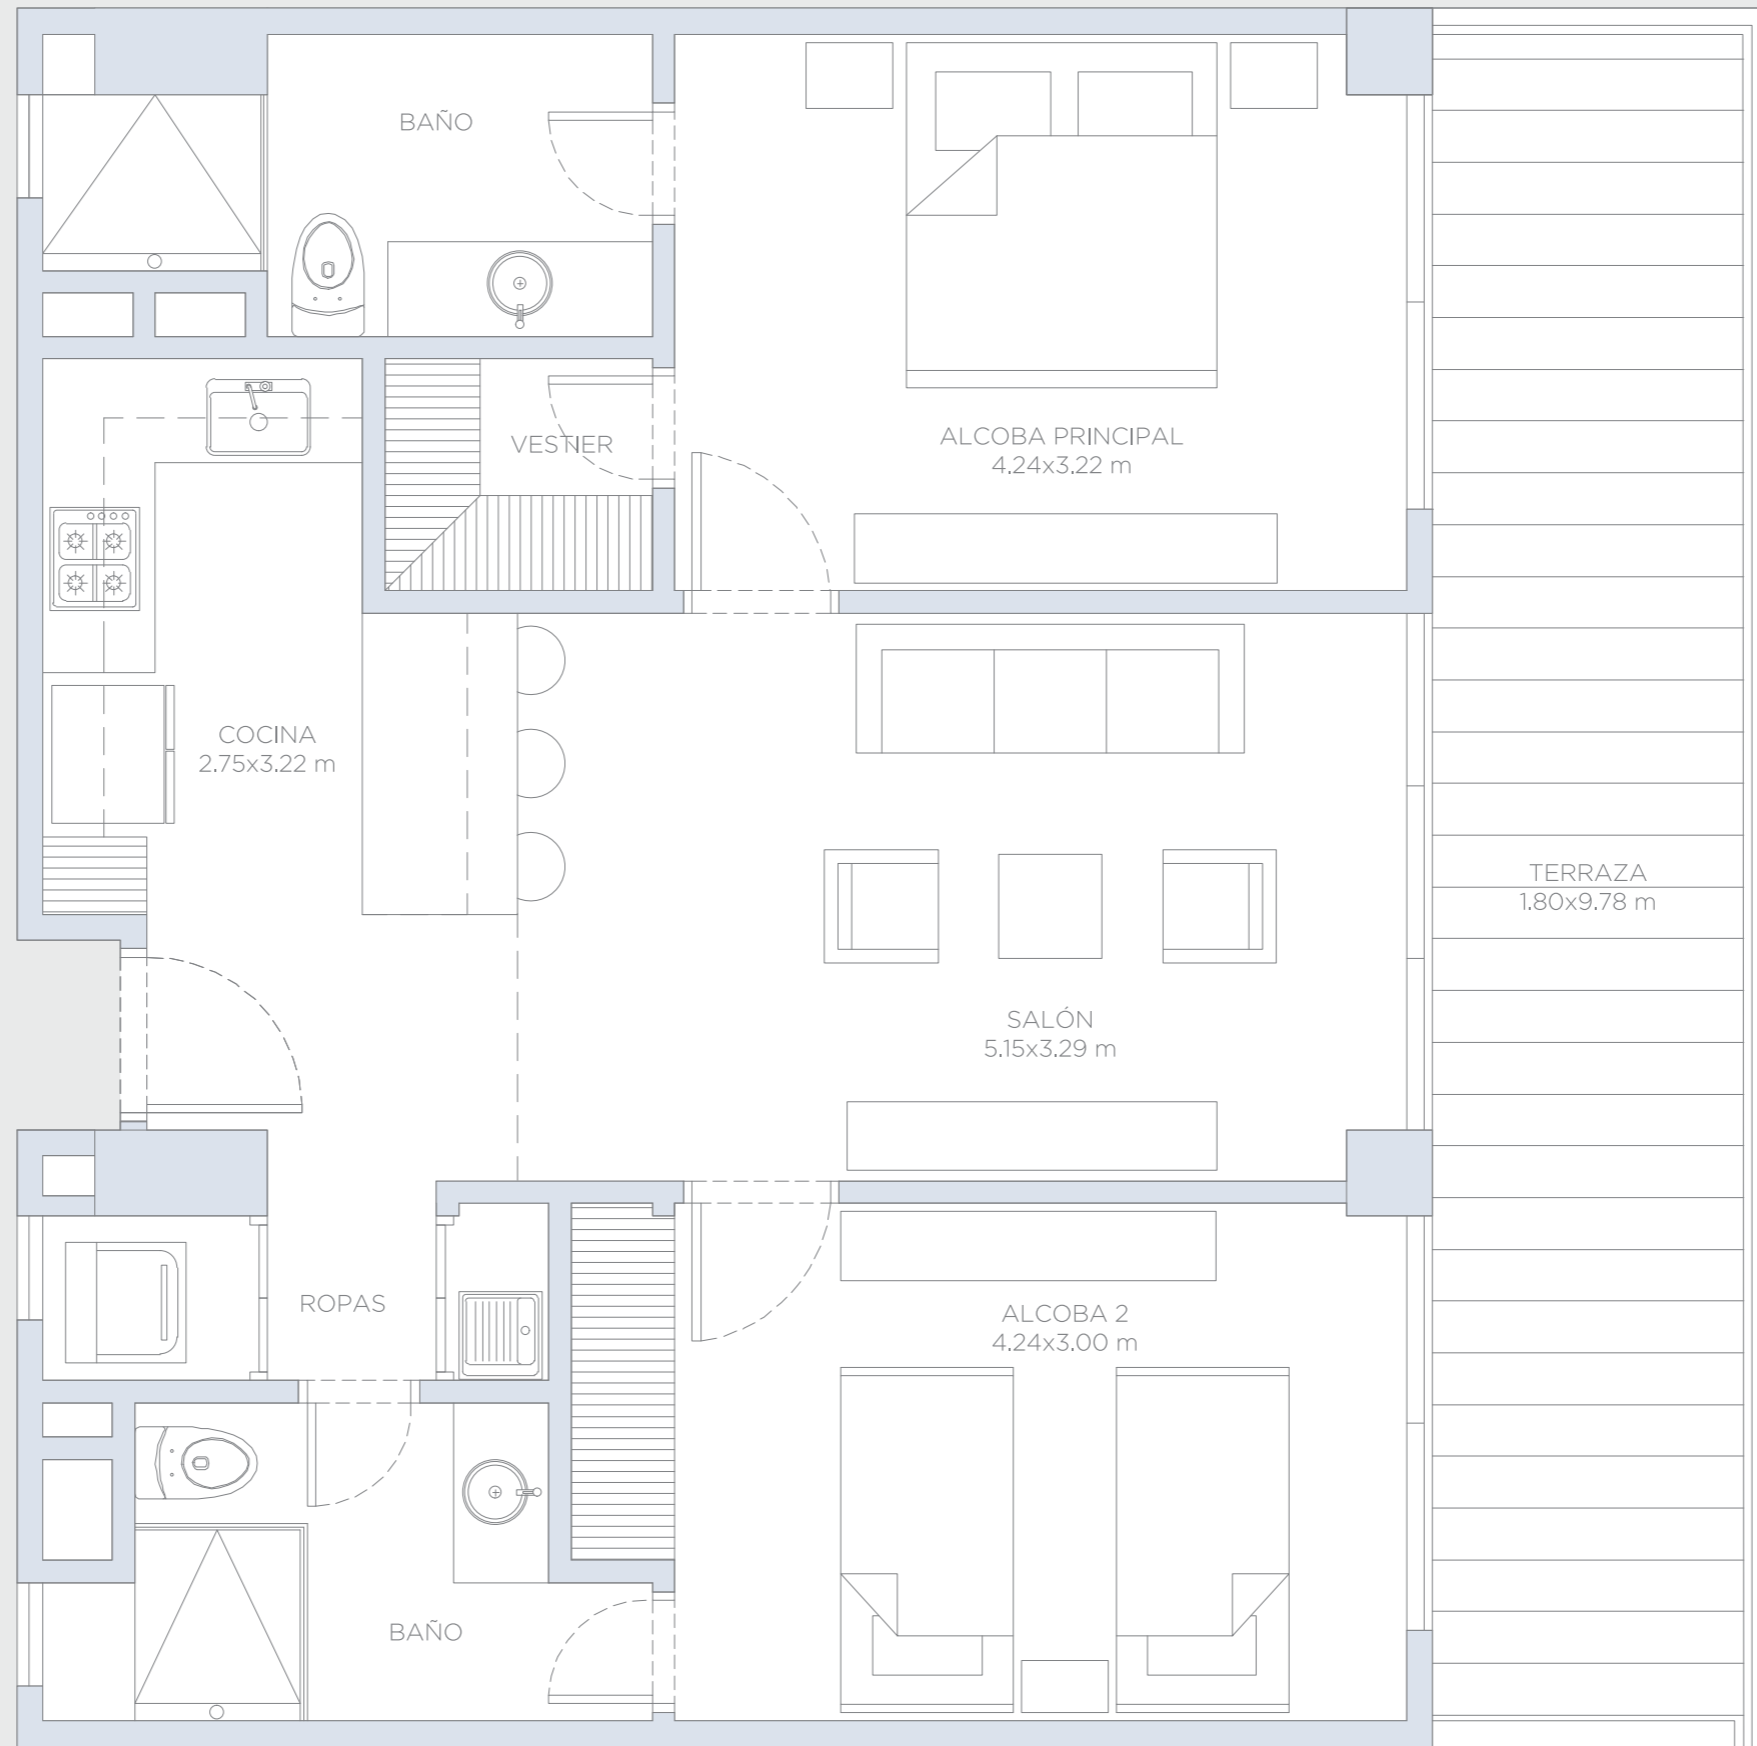 BAÑO
VESTIER
ALCOBA PRINCIPAL
4.24x3.22 m
COCINA
2.75x3.22 m
TERRAZA
1.80x9.78 m
SALÓN
5.15x3.29 m
ROPAS
ALCOBA 2
4.24x3.00 m
BAÑO